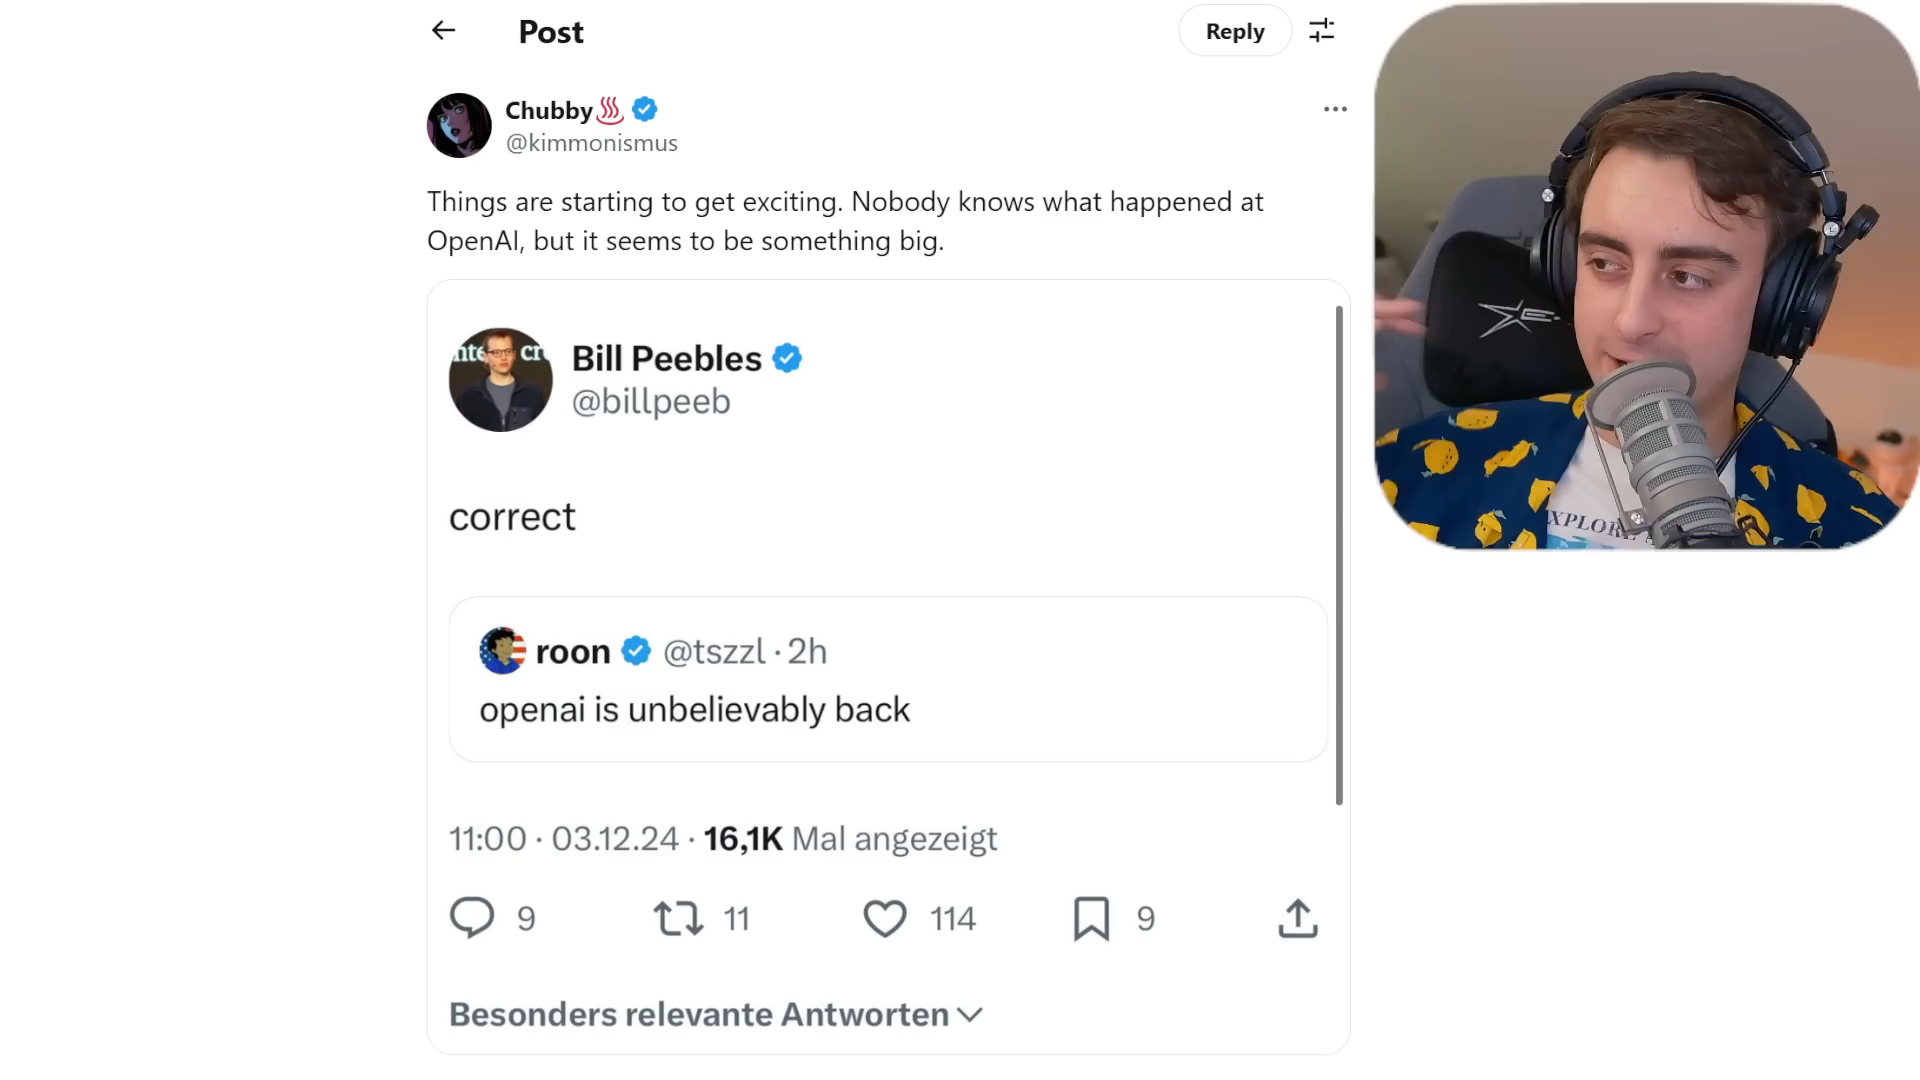 Post
Reply
Chubby♨️
@kimmonismus
Things are starting to get exciting. Nobody knows what happened at
OpenAI, but it seems to be something big.
Bill Peebles
@billpeeb
correct
roon @tszzl · 2h
openai is unbelievably back
11:00 · 03.12.24 · 16,1K Mal angezeigt
9 11 114 9
Besonders relevante Antworten